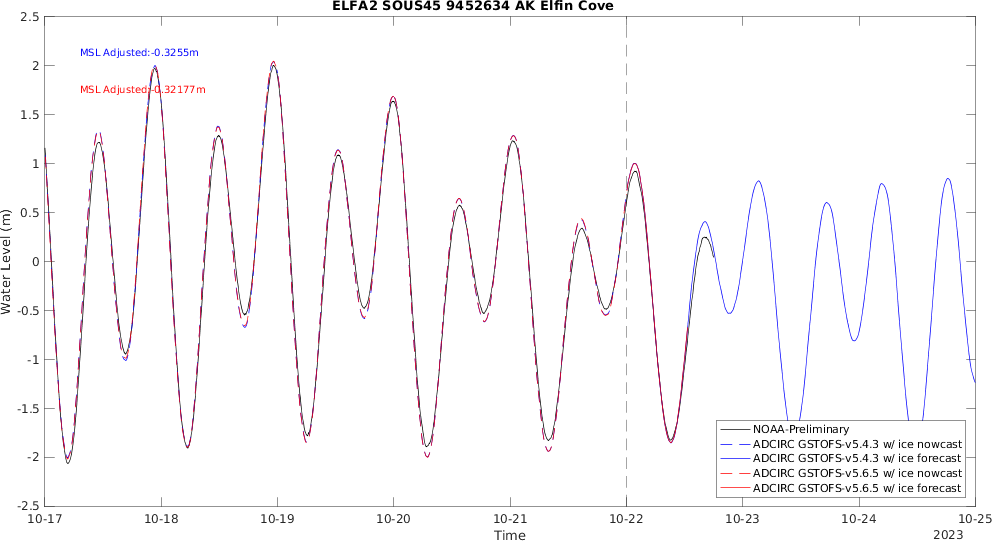 ELFA2 SOUS45 9452634 AK Elfin Cove
MSL Adjusted:-0.3255m
MSL Adjusted:-0.32177m
Water Level (m)
2.5
2
1.5
1
0.5
0
-0.5
-1
-1.5
-2
-2.5
NOAA-Preliminary
ADCIRC GSTOFS-v5.4.3 w/ ice nowcast
ADCIRC GSTOFS-v5.4.3 w/ ice forecast
ADCIRC GSTOFS-v5.6.5 w/ ice nowcast
ADCIRC GSTOFS-v5.6.5 w/ ice forecast
10-17 10-18 10-19 10-20 10-21 10-22 10-23 10-24 10-25
Time
2023